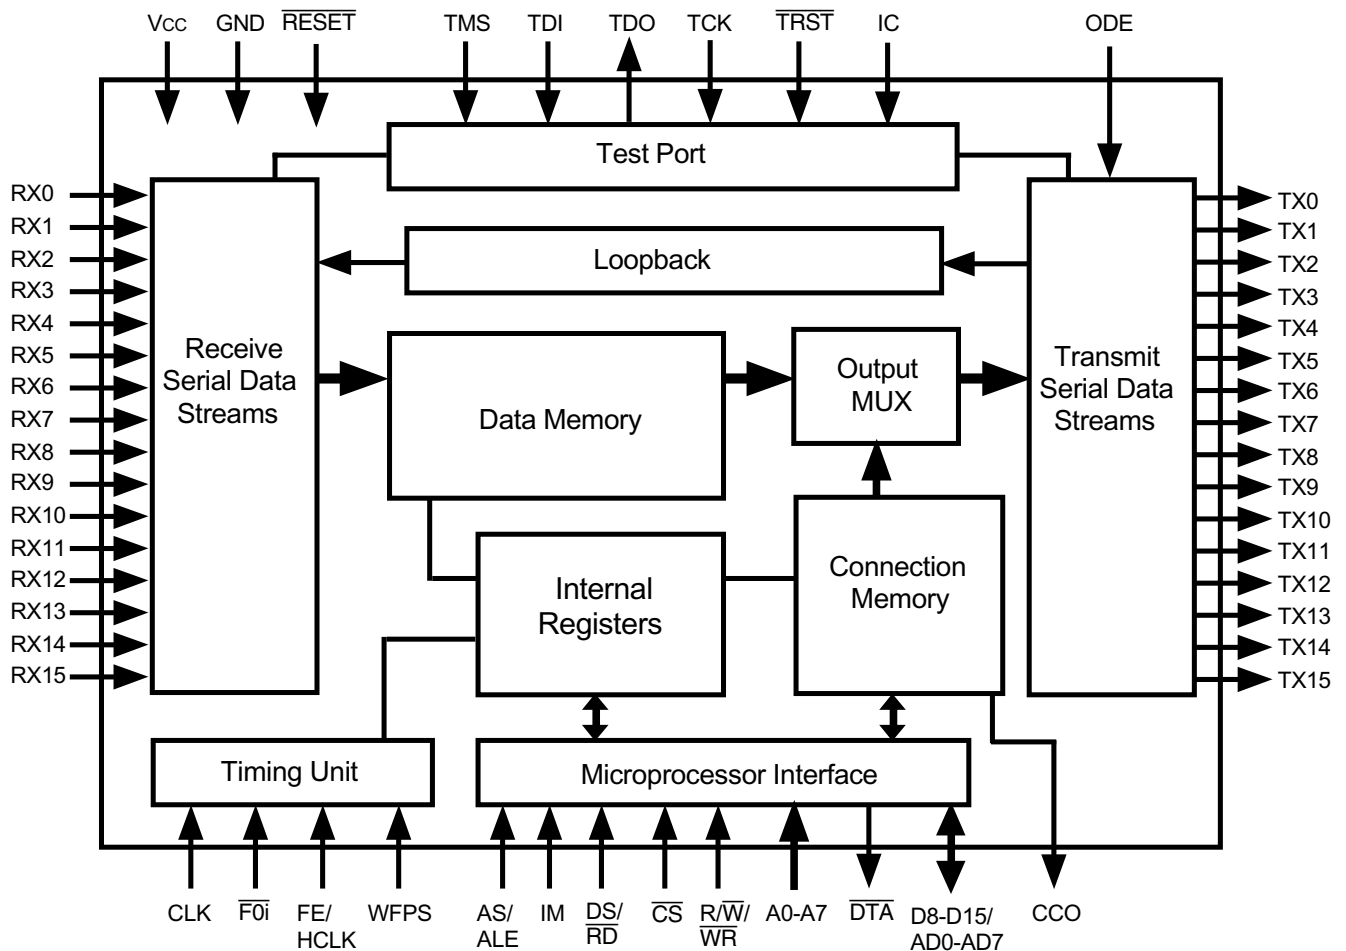 VCC GND RESET TMS TDI TDO TCK TRST IC ODE
Test Port
RX0
RX1
RX2
RX3
RX4
RX5
RX6
RX7
RX8
RX9
RX10
RX11
RX12
RX13
RX14
RX15
Receive
Serial Data
Streams
Loopback
Data Memory
Output
MUX
Internal
Registers
Connection
Memory
Transmit
Serial Data
Streams
TX0
TX1
TX2
TX3
TX4
TX5
TX6
TX7
TX8
TX9
TX10
TX11
TX12
TX13
TX14
TX15
Timing Unit
Microprocessor Interface
CLK
F0i
FE/
HCLK
WFPS
AS/
ALE
IM
DS/
RD
CS
R/W/
WR
A0-A7
DTA
D8-D15/
AD0-AD7
CCO